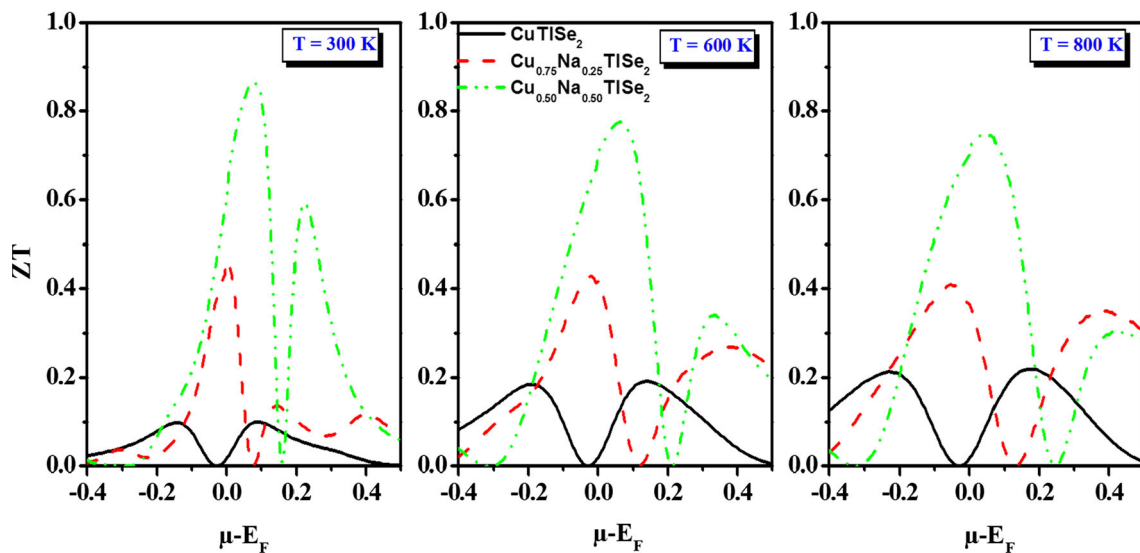 ZT
1.0
0.8
0.6
0.4
0.2
0.0
T = 300 K
-0.4 -0.2 0.0 0.2 0.4
μ-E_F
1.0
0.8
0.6
0.4
0.2
0.0
T = 600 K
CuTlSe₂
Cu₀.₇₅Na₀.₂₅TlSe₂
Cu₀.₅₀Na₀.₅₀TlSe₂
-0.4 -0.2 0.0 0.2 0.4
μ-E_F
1.0
0.8
0.6
0.4
0.2
0.0
T = 800 K
-0.4 -0.2 0.0 0.2 0.4
μ-E_F